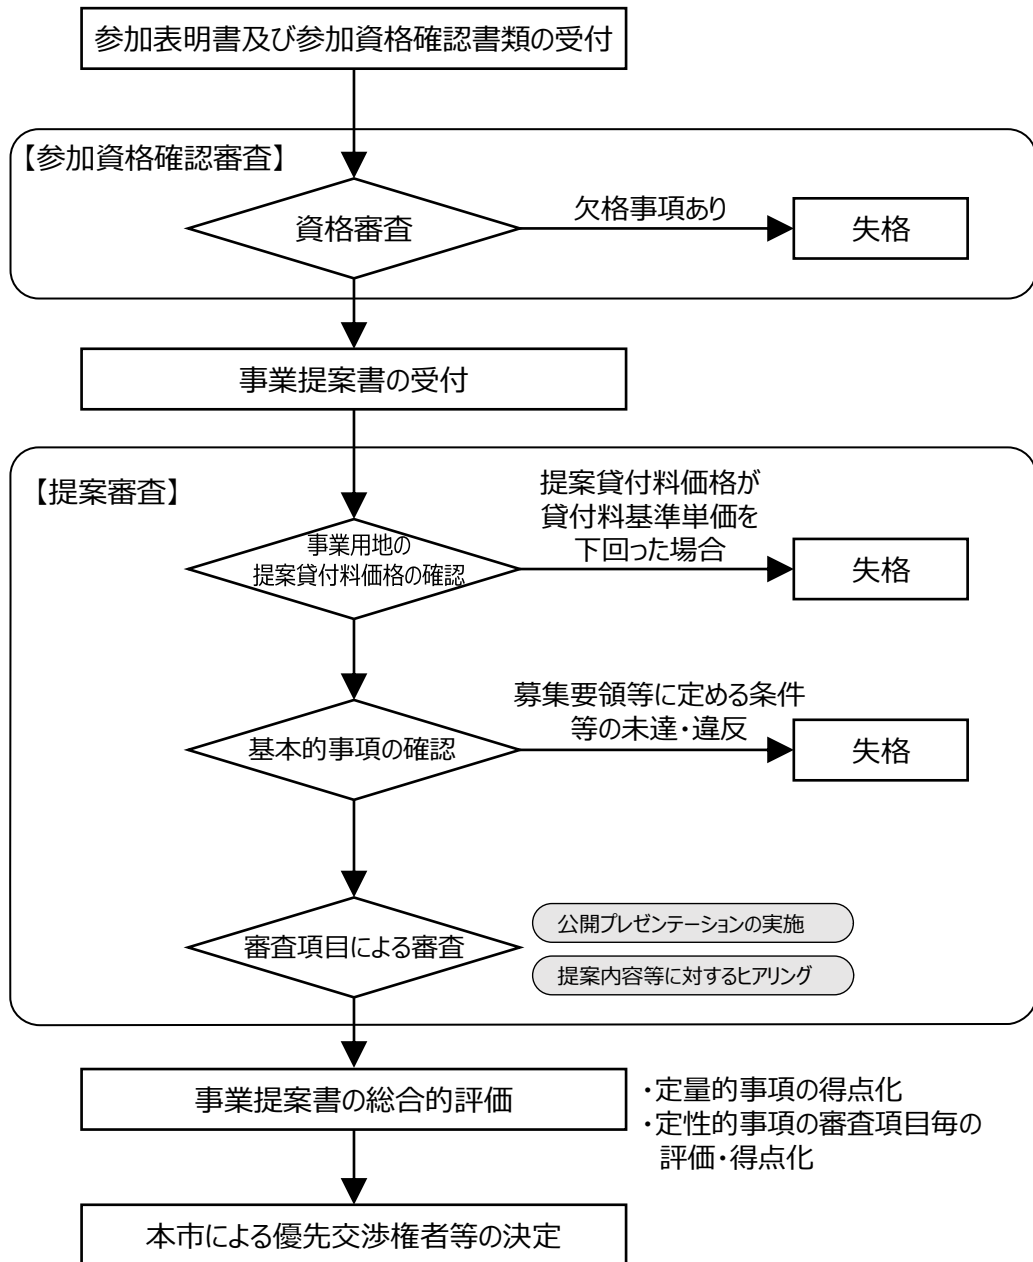 参加表明書及び参加資格確認書類の受付
【参加資格確認審査】
資格審査
欠格事項あり
失格
事業提案書の受付
【提案審査】
事業用地の
提案貸付料価格の確認
提案貸付料価格が
貸付料基準単価を
下回った場合
失格
基本的事項の確認
募集要領等に定める条件
等の未達・違反
失格
審査項目による審査
公開プレゼンテーションの実施
提案内容等に対するヒアリング
事業提案書の総合的評価
・定量的事項の得点化
・定性的事項の審査項目毎の
評価・得点化
本市による優先交渉権者等の決定